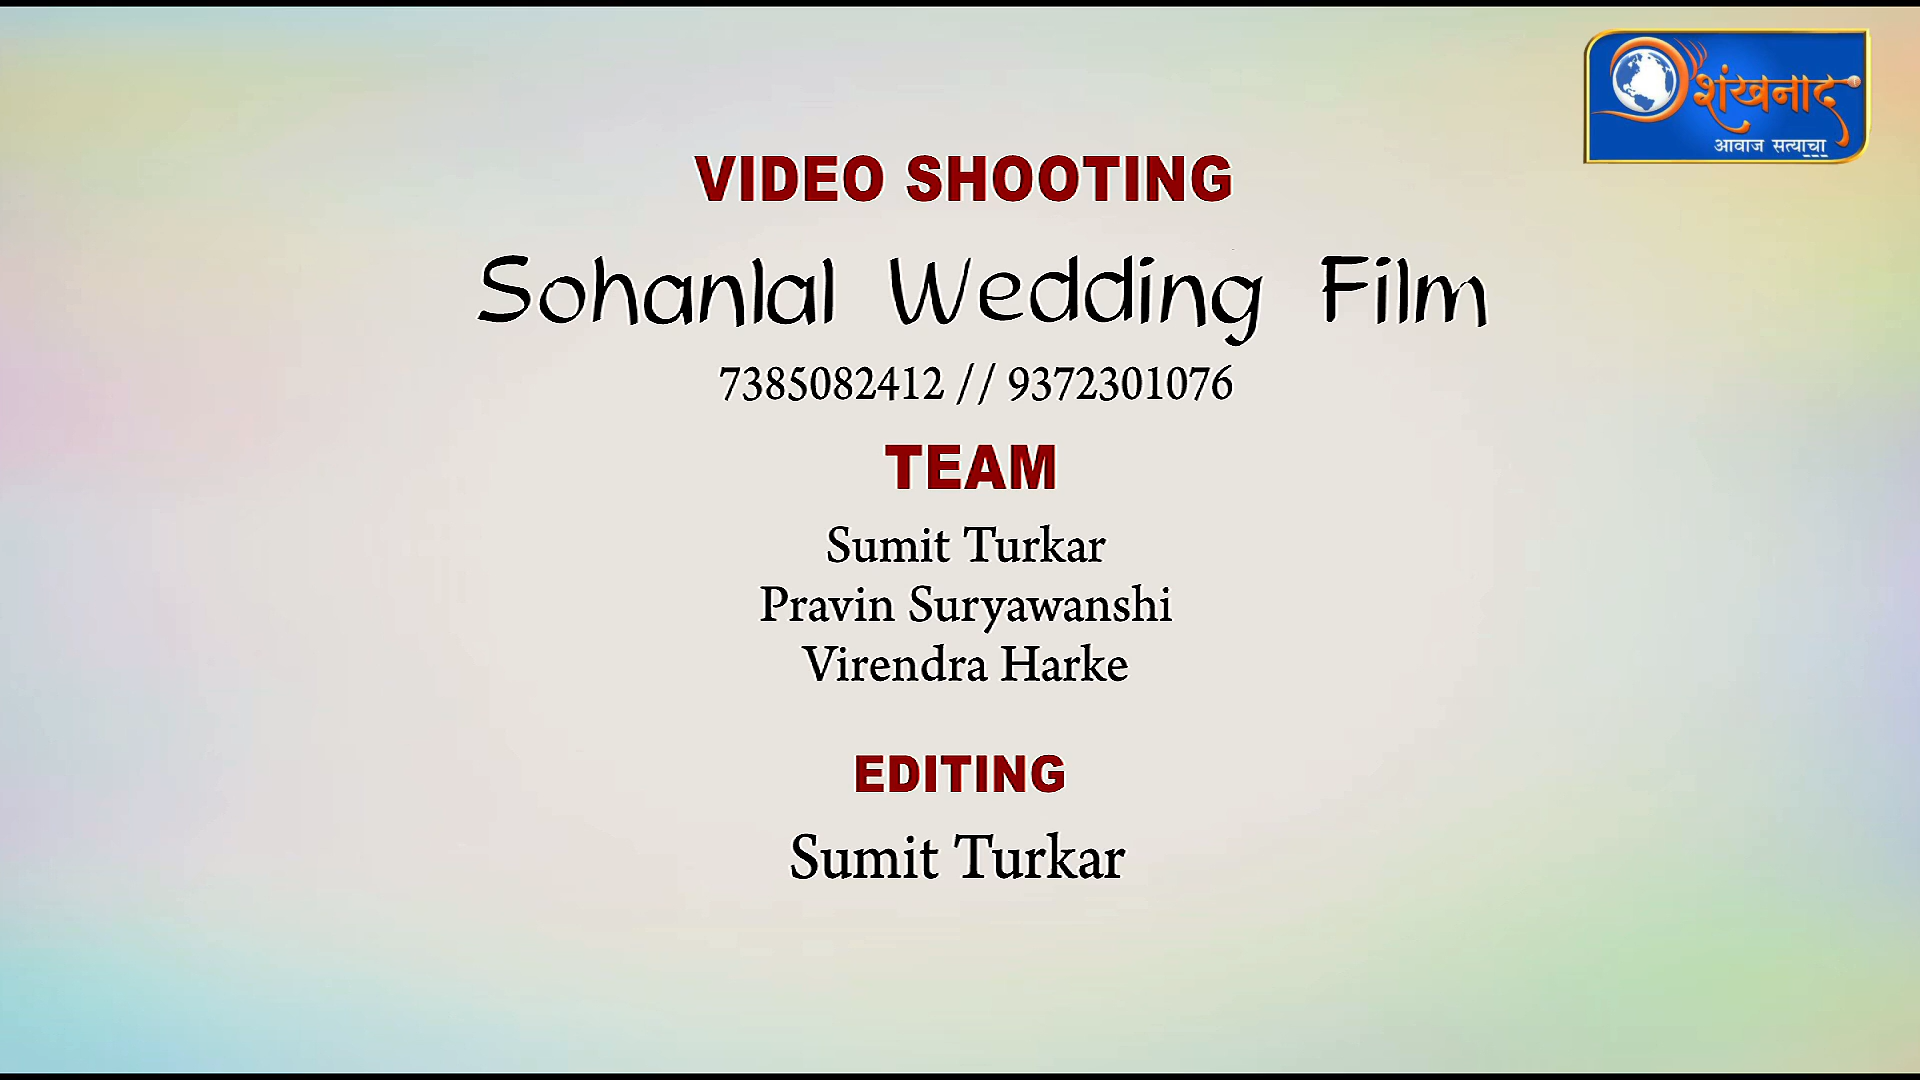 शंखनाद
आवाज सत्याचा
VIDEO SHOOTING
Sohanlal Wedding Film
7385082412 // 9372301076
TEAM
Sumit Turkar
Pravin Suryawanshi
Virendra Harke
EDITING
Sumit Turkar